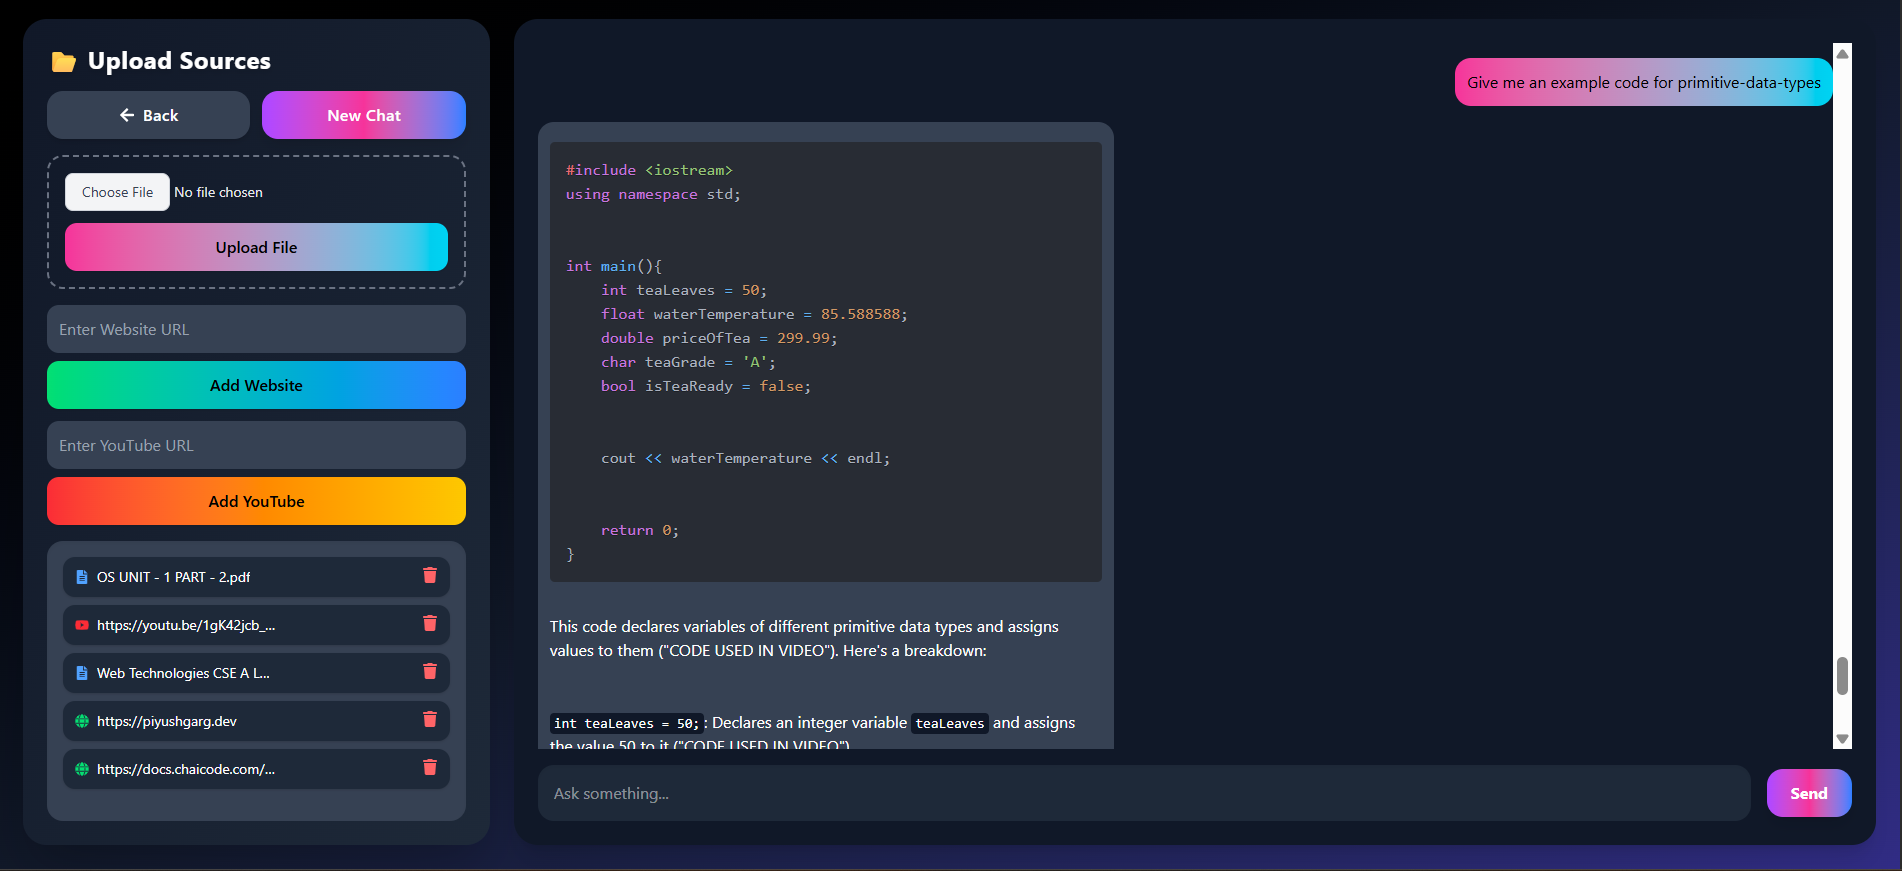 Upload Sources
Back
New Chat
Choose File No file chosen
Upload File
Enter Website URL
Add Website
Enter YouTube URL
Add YouTube
OS UNIT - 1 PART - 2.pdf
https://youtu.be/1gK42jcb_...
Web Technologies CSE A L...
https://piyushgarg.dev
https://docs.chaicode.com/...
Give me an example code for primitive-data-types
#include <iostream>
using namespace std;
int main(){
    int teaLeaves = 50;
    float waterTemperature = 85.588588;
    double priceOfTea = 299.99;
    char teaGrade = 'A';
    bool isTeaReady = false;
    cout << waterTemperature << endl;
    return 0;
}
This code declares variables of different primitive data types and assigns
values to them ("CODE USED IN VIDEO"). Here's a breakdown:
int teaLeaves = 50;: Declares an integer variable teaLeaves and assigns
the value 50 to it ("CODE USED IN VIDEO")
Ask something...
Send